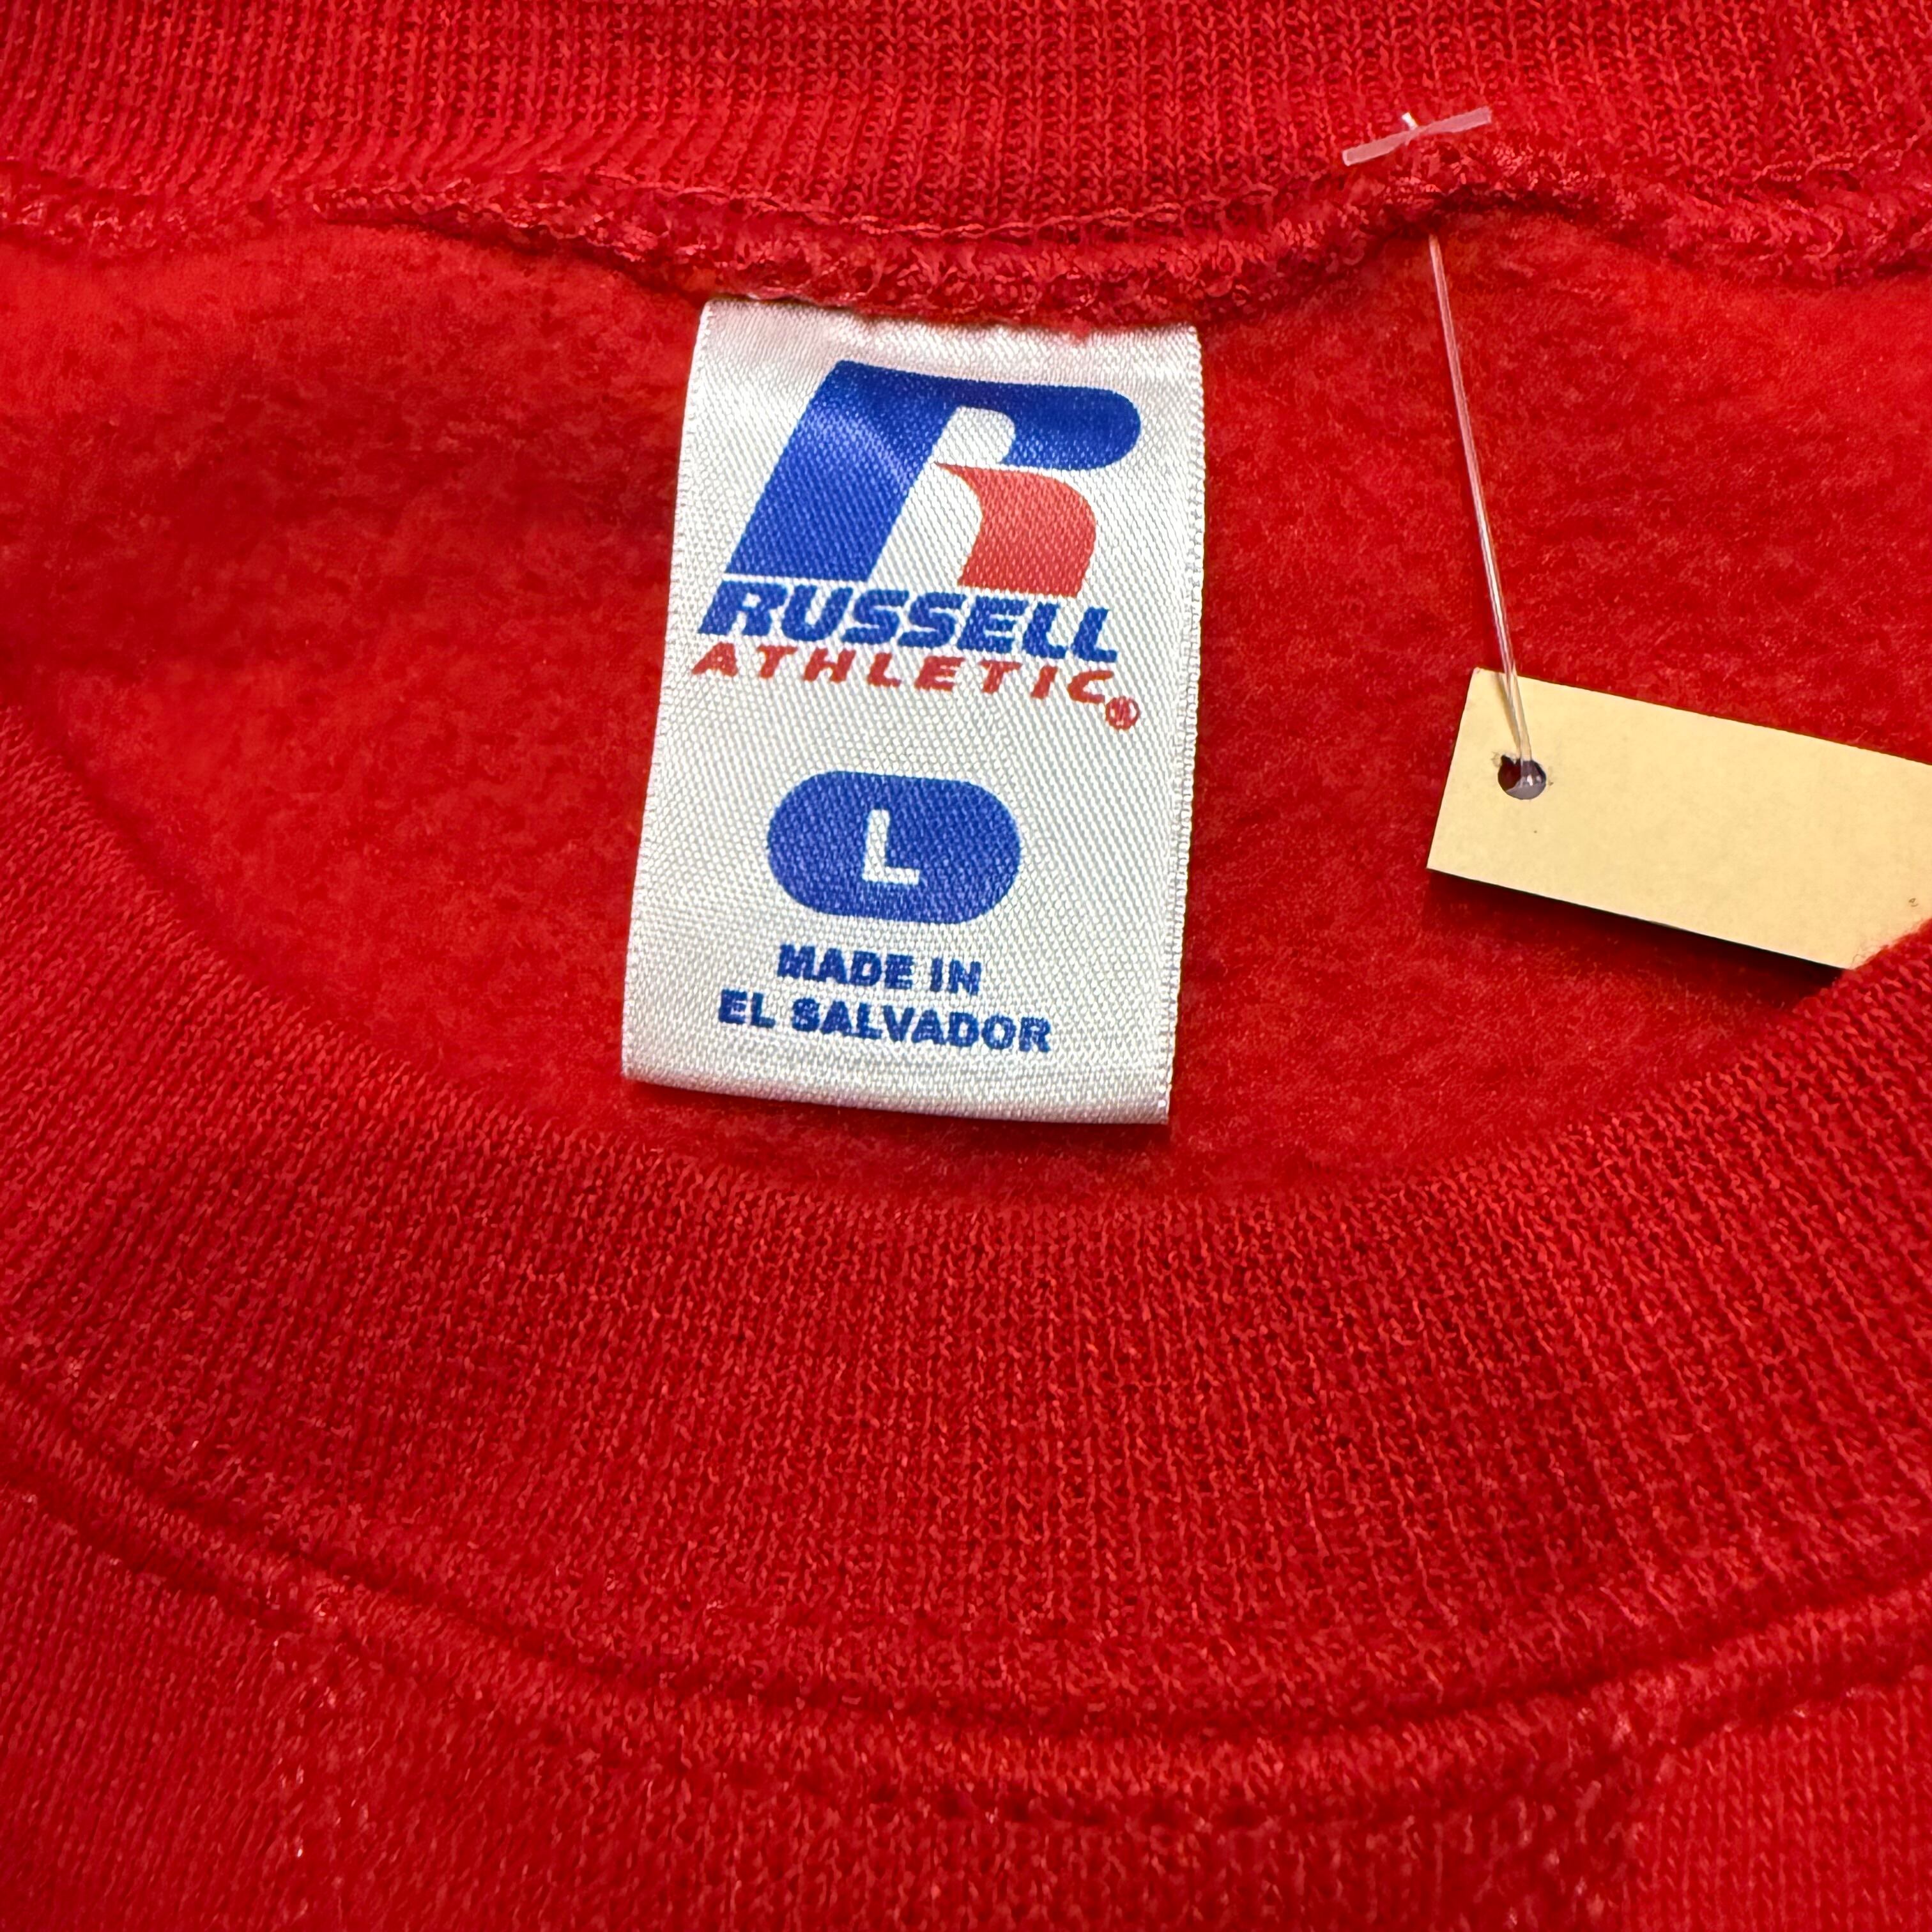 RUSSELL
ATHLETIC®
L
MADE IN
EL SALVADOR